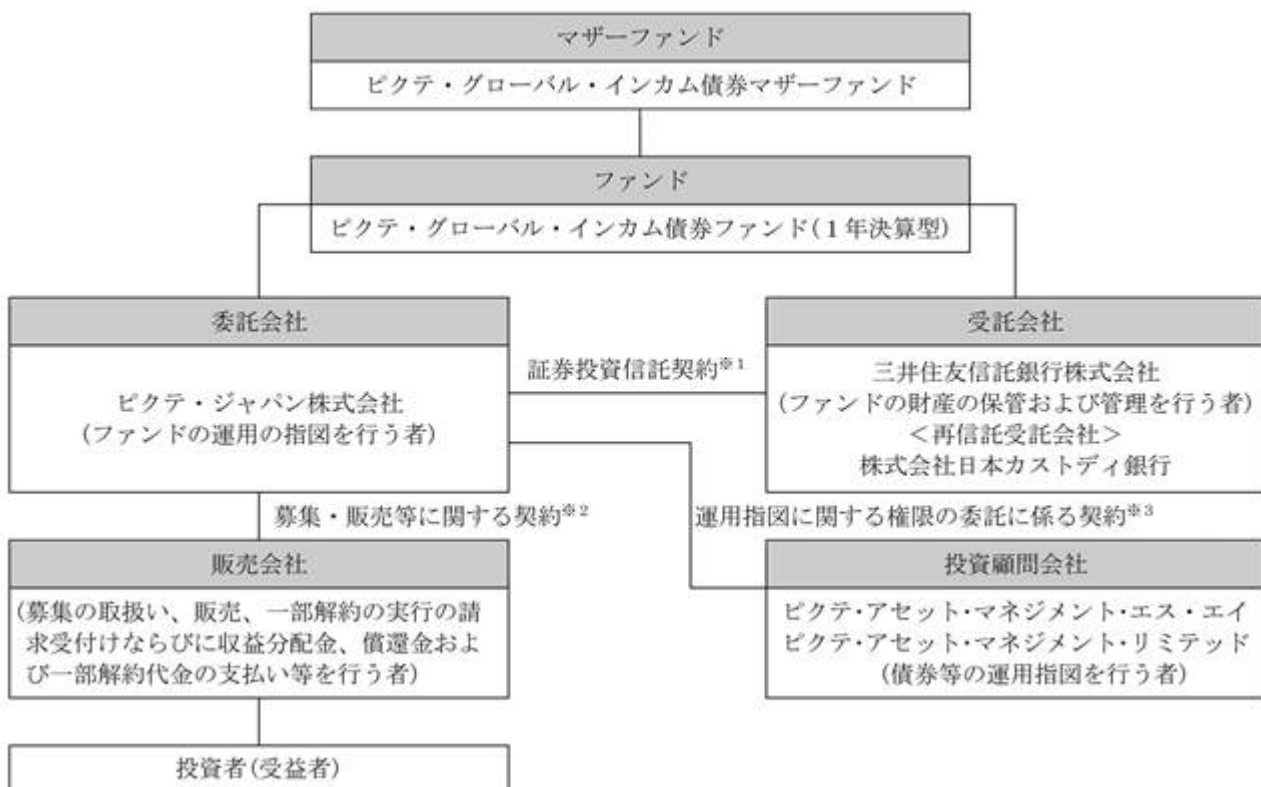 マザーファンド
ピクテ・グローバル・インカム債券マザーファンド
ファンド
ピクテ・グローバル・インカム債券ファンド(1年決算型)
委託会社
ピクテ・ジャパン株式会社
(ファンドの運用の指図を行う者)
証券投資信託契約※1
受託会社
三井住友信託銀行株式会社
(ファンドの財産の保管および管理を行う者)
<再信託受託会社>
株式会社日本カストディ銀行
募集・販売等に関する契約※2
運用指図に関する権限の委託に係る契約※3
販売会社
(募集の取扱い、販売、一部解約の実行の請
求受付けならびに収益分配金、償還金およ
び一部解約代金の支払い等を行う者)
投資顧問会社
ピクテ・アセット・マネジメント・エス・エイ
ピクテ・アセット・マネジメント・リミテッド
(債券等の運用指図を行う者)
投資者(受益者)